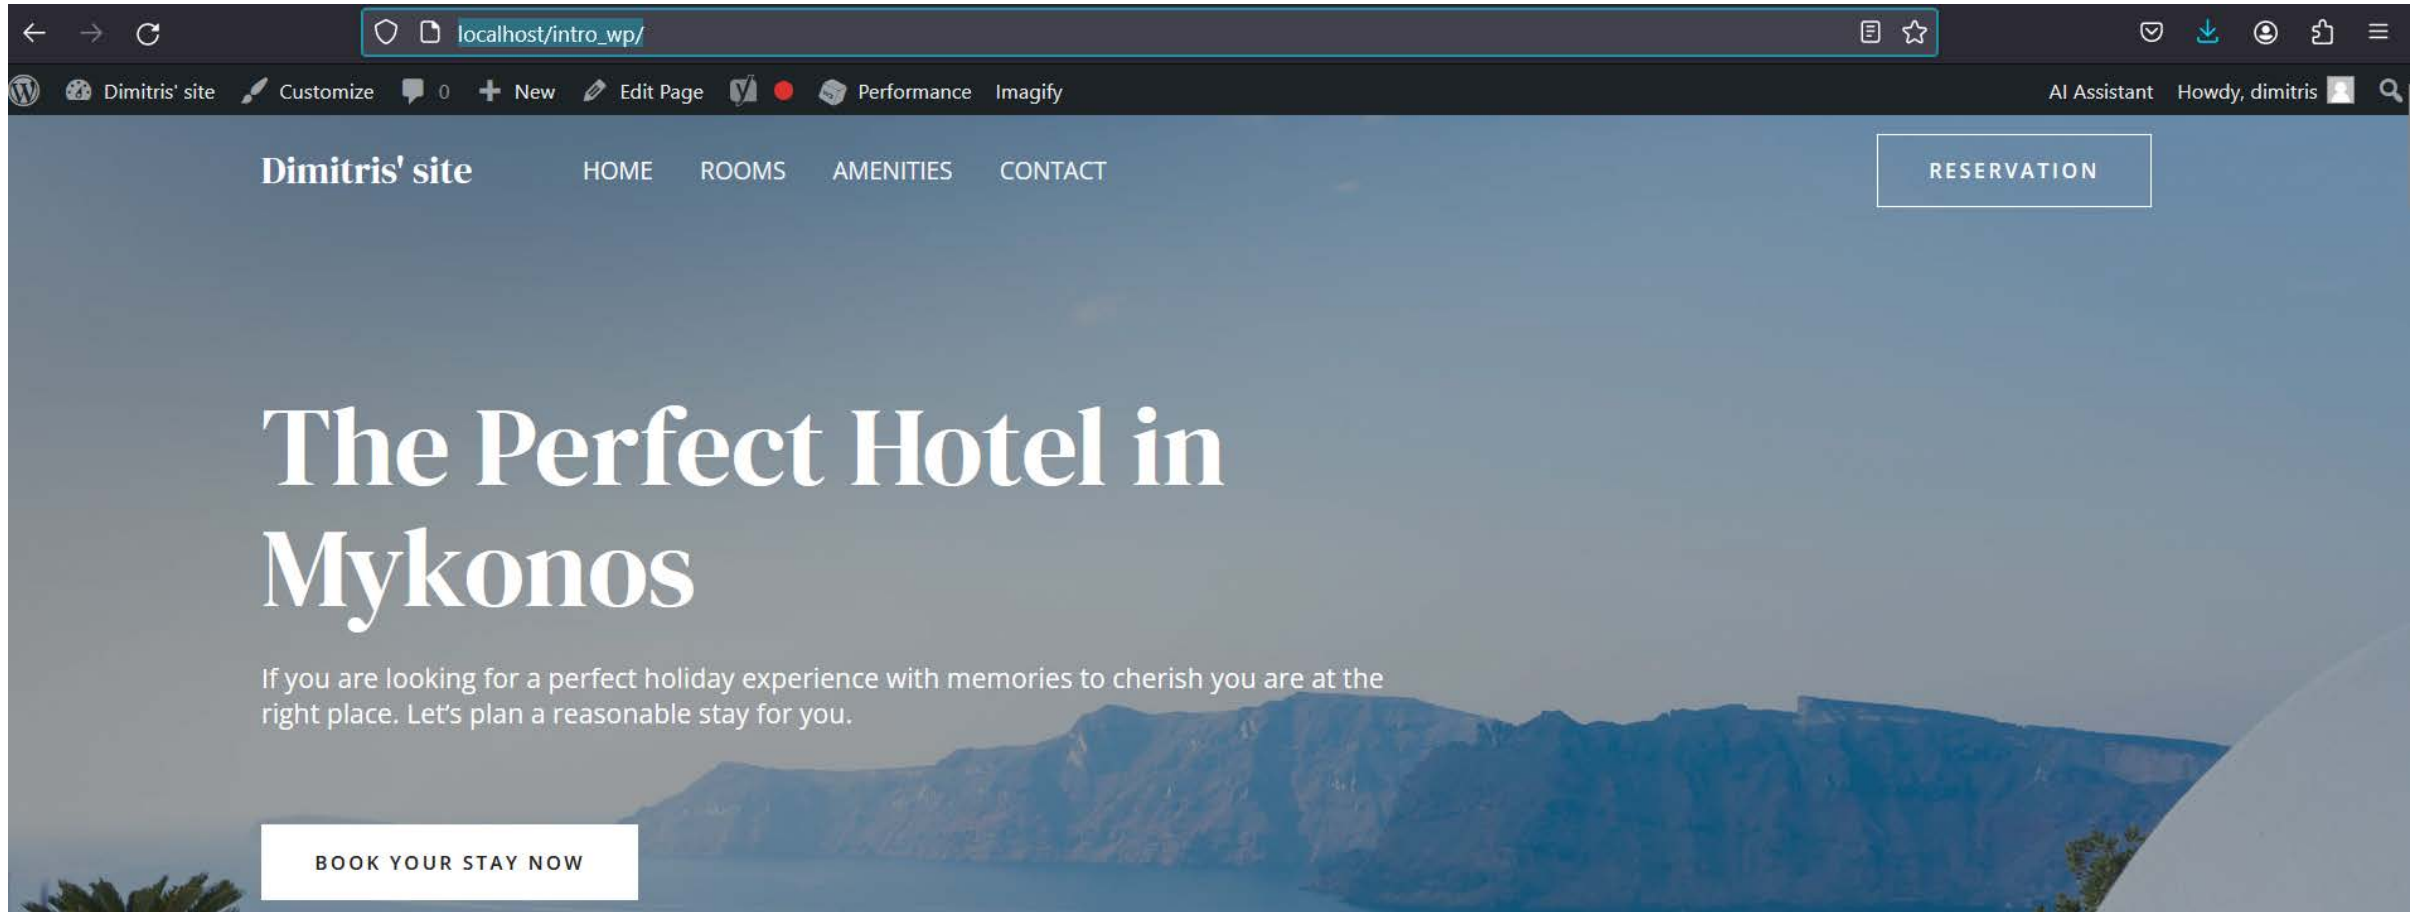 localhost/intro_wp/
Dimitris' site Customize 0 New Edit Page Performance Imagify AI Assistant Howdy, dimitris
Dimitris' site HOME ROOMS AMENITIES CONTACT RESERVATION
The Perfect Hotel in
Mykonos
If you are looking for a perfect holiday experience with memories to cherish you are at the
right place. Let’s plan a reasonable stay for you.
BOOK YOUR STAY NOW